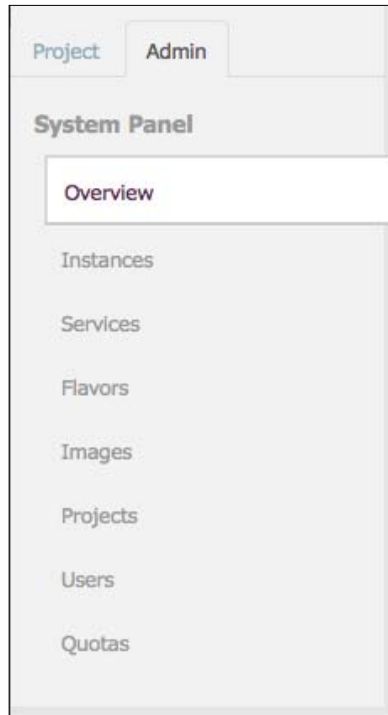 Project Admin
System Panel
Overview
Instances
Services
Flavors
Images
Projects
Users
Quotas